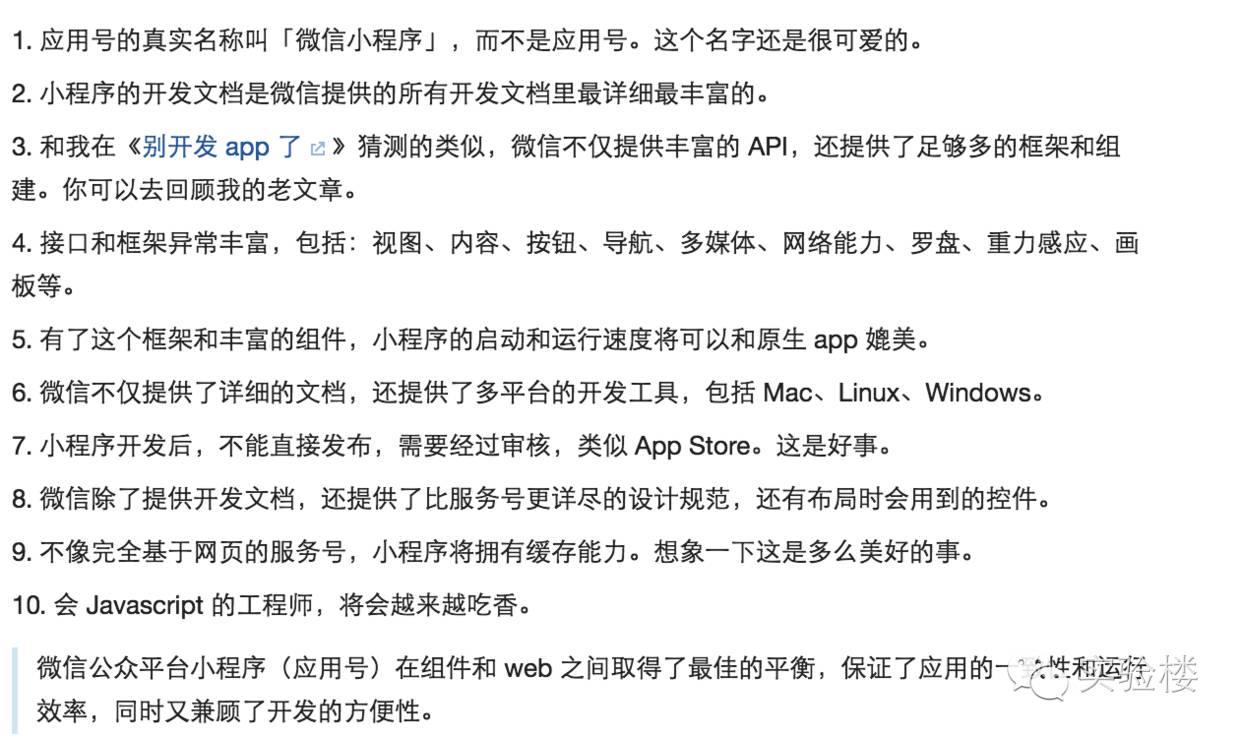 1. 应用号的真实名称叫「微信小程序」，而不是应用号。这个名字还是很可爱的。
2. 小程序的开发文档是微信提供的所有开发文档里最详细最丰富的。
3. 和我在《别开发 app 了》猜测的类似，微信不仅提供丰富的 API，还提供了足够多的框架和组
建。你可以去回顾我的老文章。
4. 接口和框架异常丰富，包括：视图、内容、按钮、导航、多媒体、网络能力、罗盘、重力感应、画
板等。
5. 有了这个框架和丰富的组件，小程序的启动和运行速度将可以和原生 app 媲美。
6. 微信不仅提供了详细的文档，还提供了多平台的开发工具，包括 Mac、Linux、Windows。
7. 小程序开发后，不能直接发布，需要经过审核，类似 App Store。这是好事。
8. 微信除了提供开发文档，还提供了比服务号更详尽的设计规范，还有布局时会用到的控件。
9. 不像完全基于网页的服务号，小程序将拥有缓存能力。想象一下这是多么美好的事。
10. 会 Javascript 的工程师，将会越来越吃香。
微信公众平台小程序（应用号）在组件和 web 之间取得了最佳的平衡，保证了应用的一致性和运行
效率，同时又兼顾了开发的方便性。
实验楼